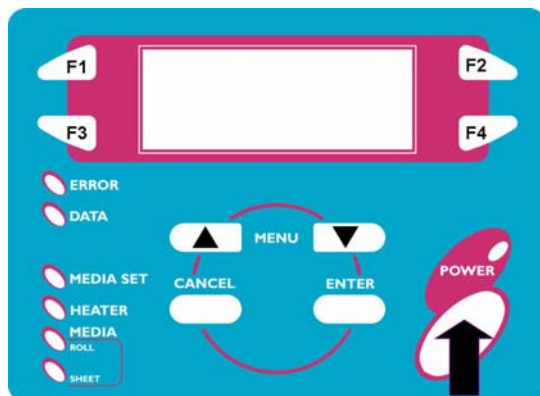 F1
F2
F3
F4
ERROR
DATA
MENU
MEDIA SET
CANCEL
ENTER
POWER
HEATER
MEDIA
ROLL
SHEET